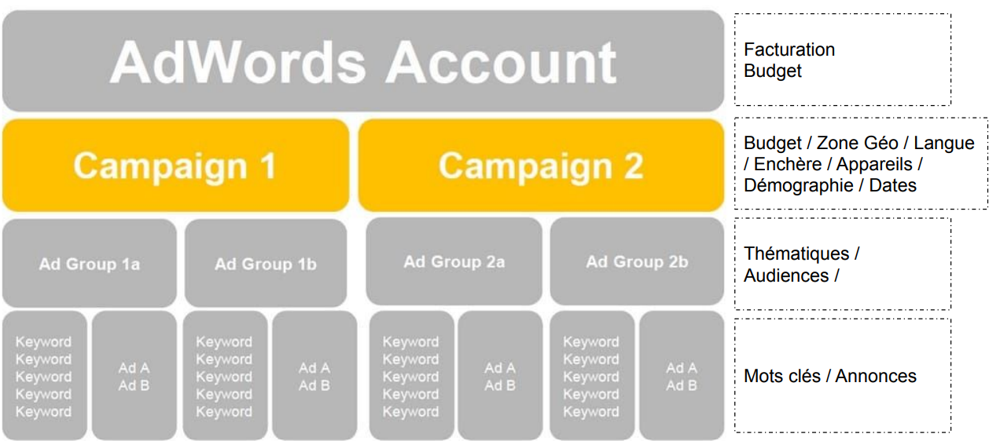 AdWords Account
Facturation
Budget
Campaign 1
Campaign 2
Budget / Zone Géo / Langue
/ Enchère / Appareils /
Démographie / Dates
Ad Group 1a
Ad Group 1b
Ad Group 2a
Ad Group 2b
Thématiques /
Audiences /
Keyword
Keyword
Keyword
Keyword
Keyword
Ad A
Ad B
Keyword
Keyword
Keyword
Keyword
Keyword
Ad A
Ad B
Keyword
Keyword
Keyword
Keyword
Keyword
Ad A
Ad B
Keyword
Keyword
Keyword
Keyword
Keyword
Ad A
Ad B
Mots clés / Annonces